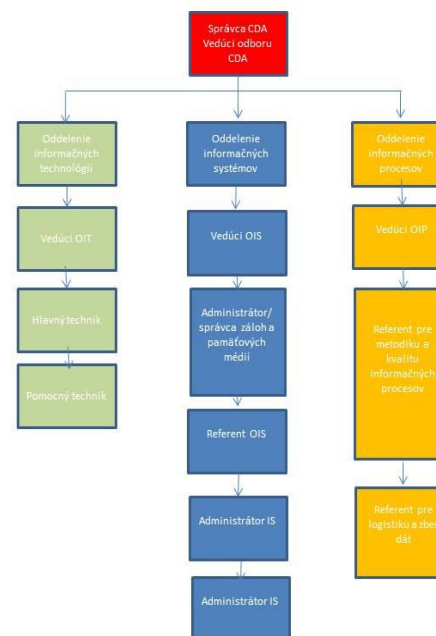 Správca CDA
Vedúci odboru
CDA
Oddelenie
informačných
technológií
Vedúci OIT
Hlavný technik
Pomocný technik
Oddelenie
informačných
systémov
Vedúci OIS
Administrátor/
správca záloh a
pamäťových
médií
Referent OIS
Administrátor IS
Administrátor IS
Oddelenie
informačných
procesov
Vedúci OIP
Referent pre
metodiku a
kvalitu
informačných
procesov
Referent pre
logistiku a zber
dát